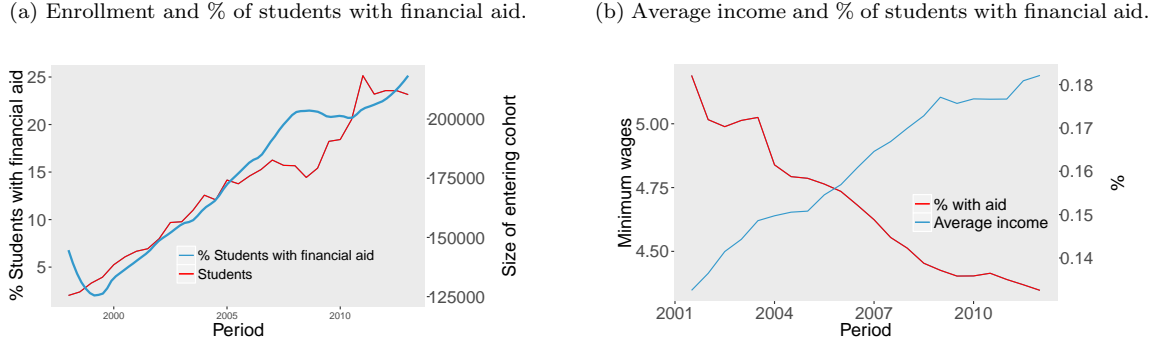 (a) Enrollment and % of students with financial aid.
% Students with financial aid
25
20
15
10
5
200000
175000
150000
125000
Size of entering cohort
% Students with financial aid
Students
2000
2005
2010
Period
(b) Average income and % of students with financial aid.
Minimum wages
5.00
4.75
4.50
0.18
0.17
0.16
0.15
0.14
%
% with aid
Average income
2001
2004
2007
2010
Period